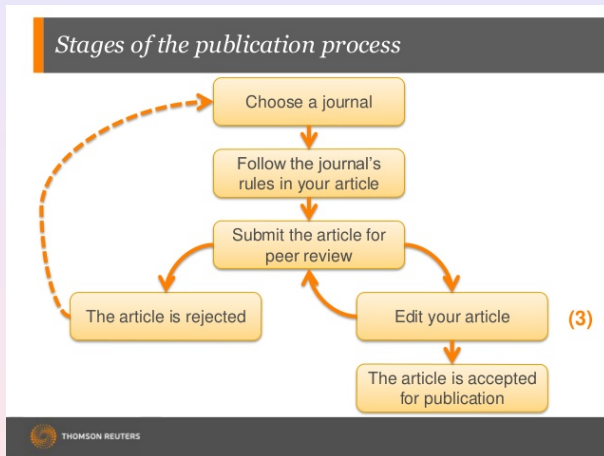 Stages of the publication process
Choose a journal
Follow the journal's
rules in your article
Submit the article for
peer review
The article is rejected
Edit your article
(3)
The article is accepted
for publication
THOMSON REUTERS